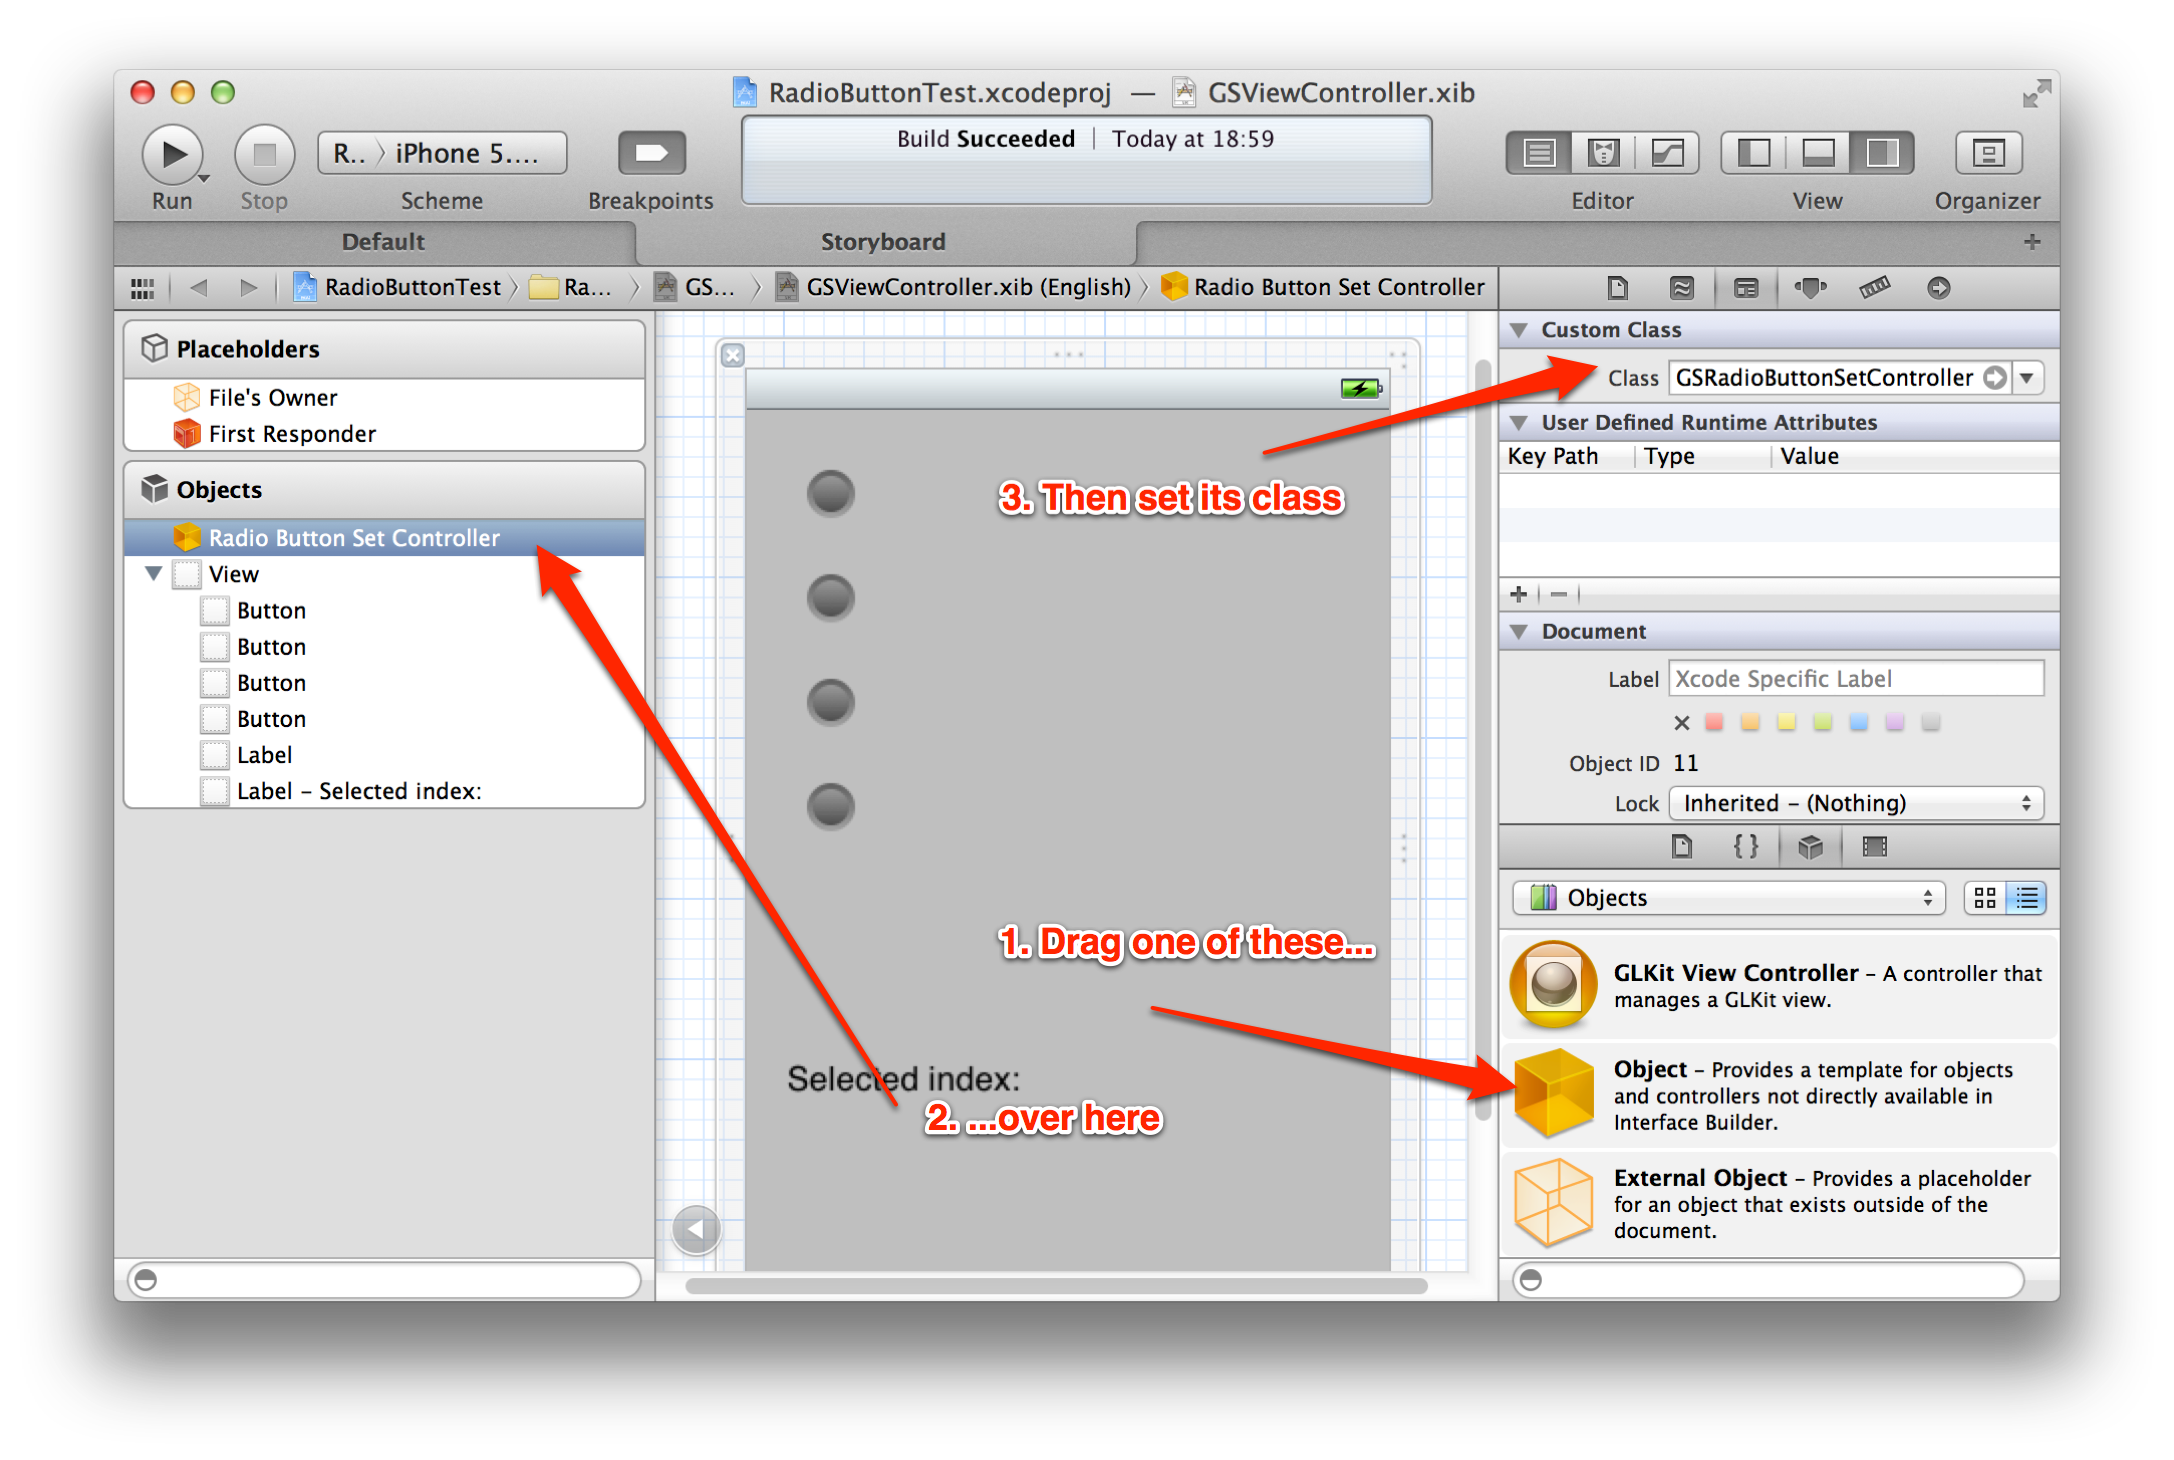 RadioButtonTest.xcodeproj — GSViewController.xib
R.. 〉 iPhone 5....
Build Succeeded | Today at 18:59
Run
Stop
Scheme
Breakpoints
Editor
View
Organizer
Default
Storyboard
+
RadioButtonTest 〉 Ra... 〉 GS... 〉 GSViewController.xib (English) 〉 Radio Button Set Controller
Placeholders
File's Owner
First Responder
Objects
Radio Button Set Controller
View
Button
Button
Button
Button
Label
Label – Selected index:
3. Then set its class
1. Drag one of these...
Selected index:
2. ...over here
Custom Class
Class GSRadioButtonSetController
User Defined Runtime Attributes
Key Path | Type | Value
+ −
Document
Label Xcode Specific Label
Object ID 11
Lock Inherited – (Nothing)
{ }
Objects
GLKit View Controller – A controller that
manages a GLKit view.
Object – Provides a template for objects
and controllers not directly available in
Interface Builder.
External Object – Provides a placeholder
for an object that exists outside of the
document.